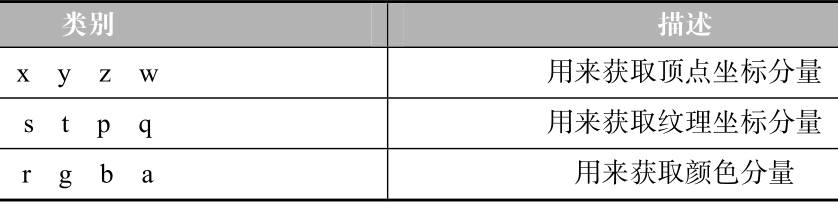 类别 描述
x y z w 用来获取顶点坐标分量
s t p q 用来获取纹理坐标分量
r g b a 用来获取颜色分量